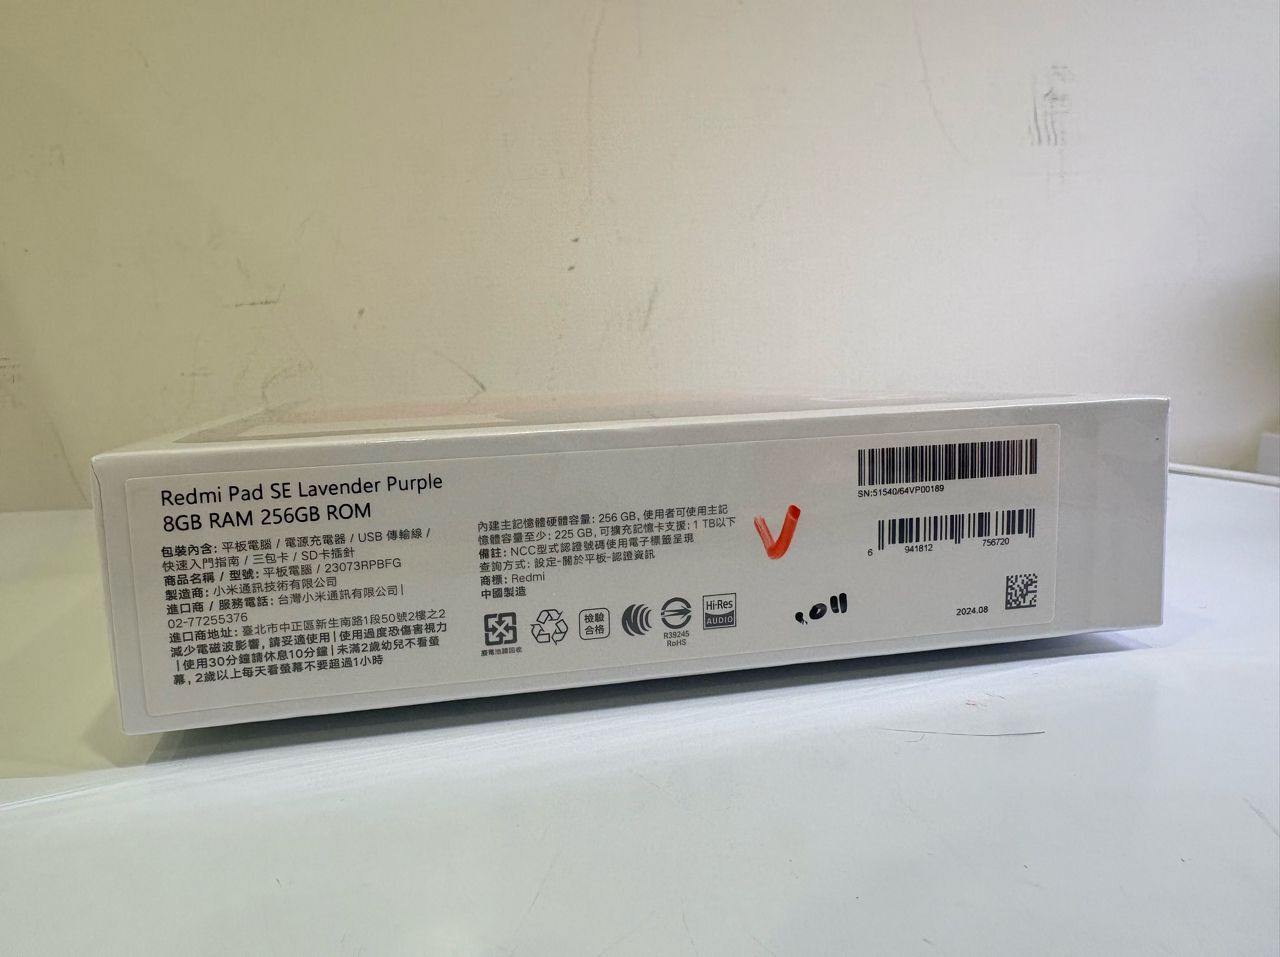 Redmi Pad SE Lavender Purple
8GB RAM 256GB ROM
包裝內含: 平板電腦 / 電源充電器 / USB 傳輸線 /
快速入門指南 / 三包卡 / SD卡插針
商品名稱 / 型號: 平板電腦 / 23073RPBFG
製造商: 小米通訊技術有限公司
進口商 / 服務電話: 台灣小米通訊有限公司 |
02-77255376
進口商地址: 臺北市中正區新生南路1段50號2樓之2
減少電磁波影響, 請妥適使用 | 使用過度恐傷害視力
| 使用30分鐘請休息10分鐘 | 未滿2歲幼兒不看螢
幕, 2歲以上每天看螢幕不要超過1小時
內建主記憶體硬體容量: 256 GB, 使用者可使用主記
憶體容量至少: 225 GB, 可擴充記憶卡支援: 1 TB以下
備註: NCC型式認證號碼使用電子標籤呈現
查詢方式: 設定-關於平板-認證資訊
商標: Redmi
中國製造
廢電池請回收
檢驗
合格
R39245
RoHS
Hi-Res
AUDIO
SN:51540/64VP00189
6 941812 756720
2024.08